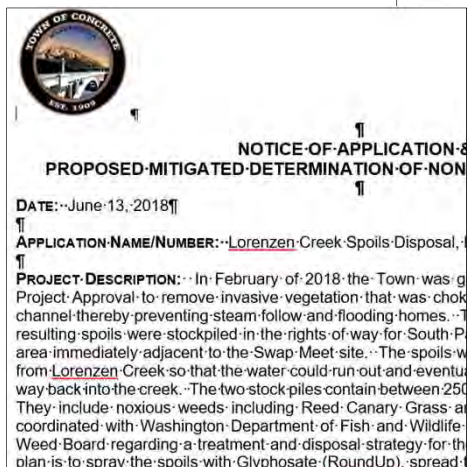 TOWN OF CONCRETE
EST. 1909
¶
¶
NOTICE·OF·APPLICATION·&
PROPOSED·MITIGATED·DETERMINATION·OF·NON
¶
DATE:··June·13,·2018¶
¶
APPLICATION·NAME/NUMBER:··Lorenzen·Creek·Spoils·Disposal,·
¶
PROJECT·DESCRIPTION:··In·February·of·2018·the·Town·was·g
Project·Approval·to·remove·invasive·vegetation·that·was·chok
channel·thereby·preventing·steam·follow·and·flooding·homes.··T
resulting·spoils·were·stockpiled·in·the·rights·of·way·for·South·Pa
area·immediately·adjacent·to·the·Swap·Meet·site.··The·spoils·w
from·Lorenzen·Creek·so·that·the·water·could·run·out·and·eventua
way·back·into·the·creek.··The·two·stock·piles·contain·between·250
They·include·noxious·weeds·including·Reed·Canary·Grass·a
coordinated·with·Washington·Department·of·Fish·and·Wildlife·
Weed·Board·regarding·a·treatment·and·disposal·strategy·for·th
plan·is·to·spray·the·spoils·with·Glyphosate·(RoundUp),·spread·t